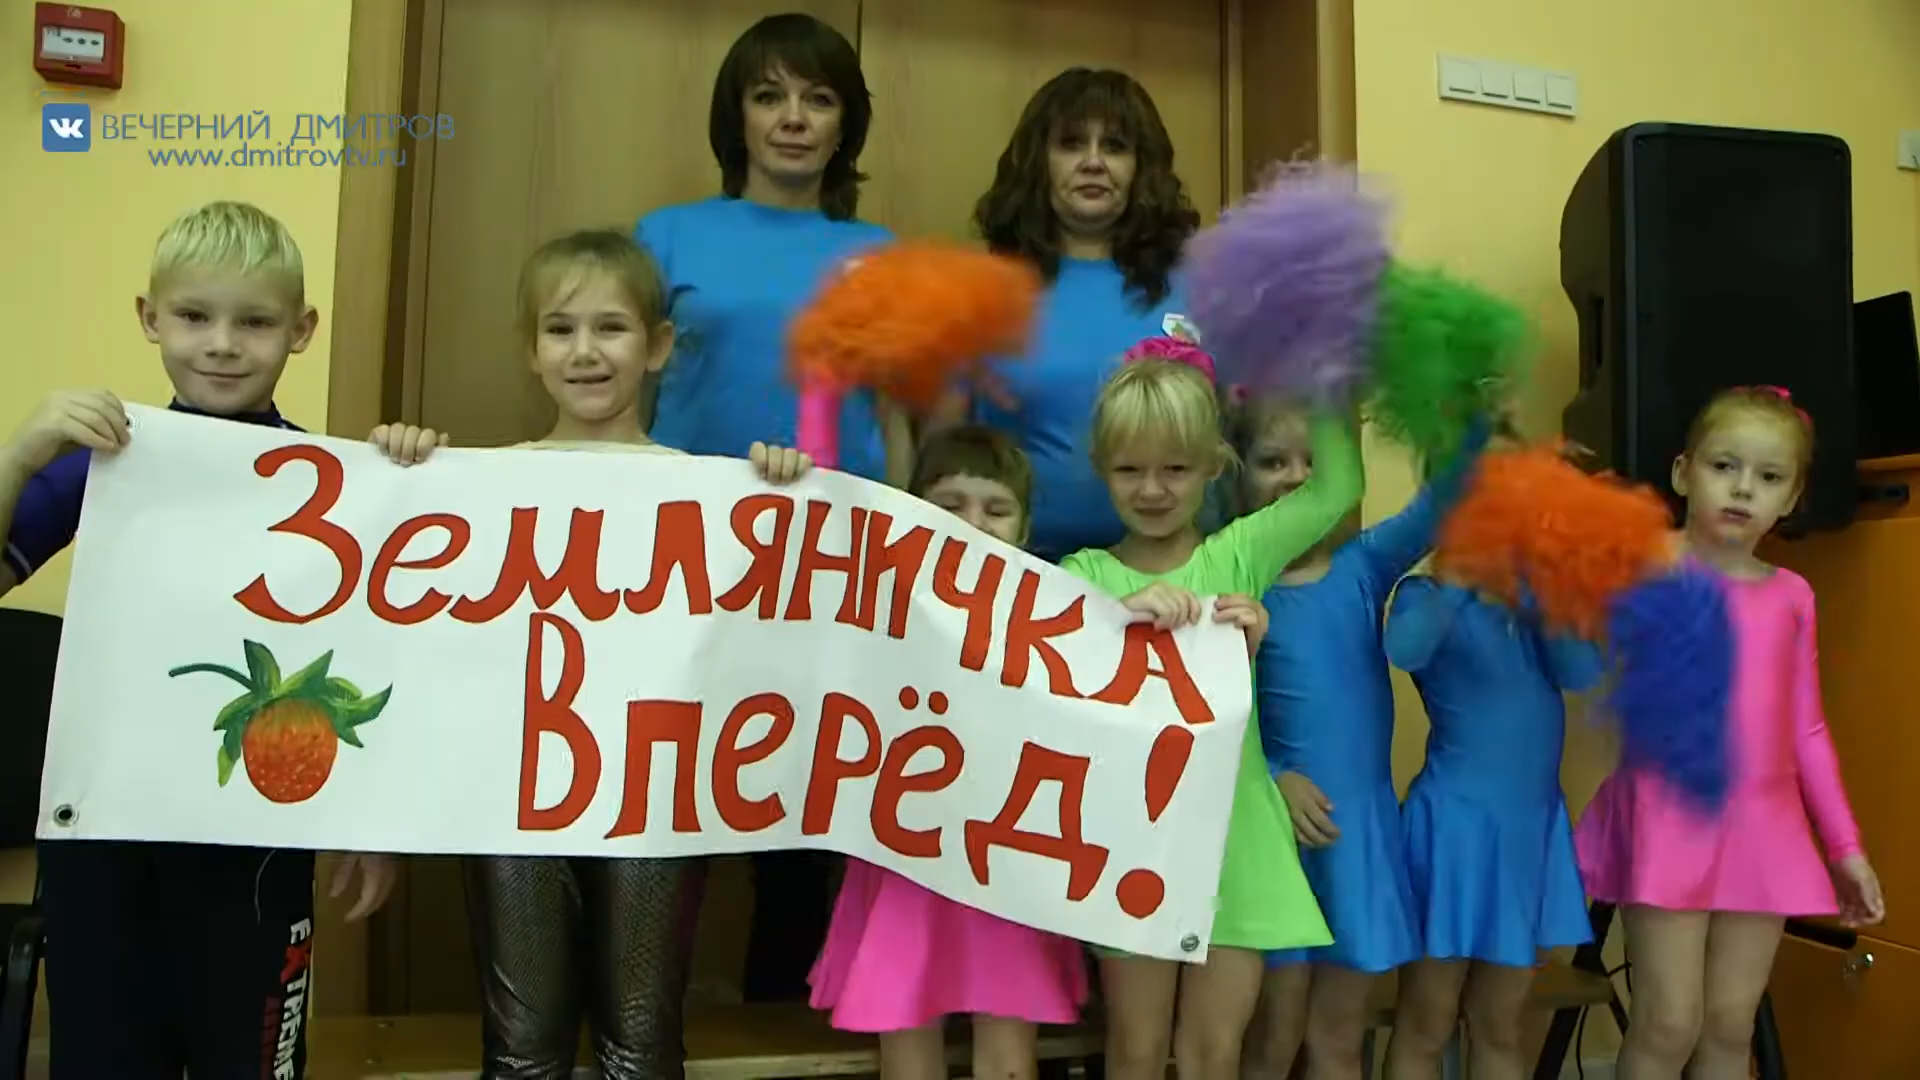 ВЕЧЕРНИЙ ДМИТРОВ
www.dmitrovtv.ru
Земляничка
Вперёд!
EXTREME